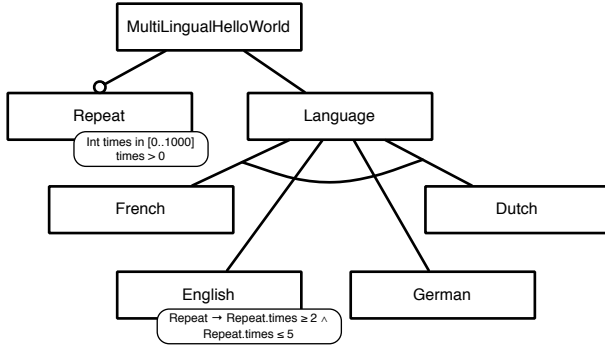 MultiLingualHelloWorld
Repeat
Language
Int times in [0..1000]
times > 0
French
Dutch
English
German
Repeat → Repeat.times ≥ 2 ∧
Repeat.times ≤ 5